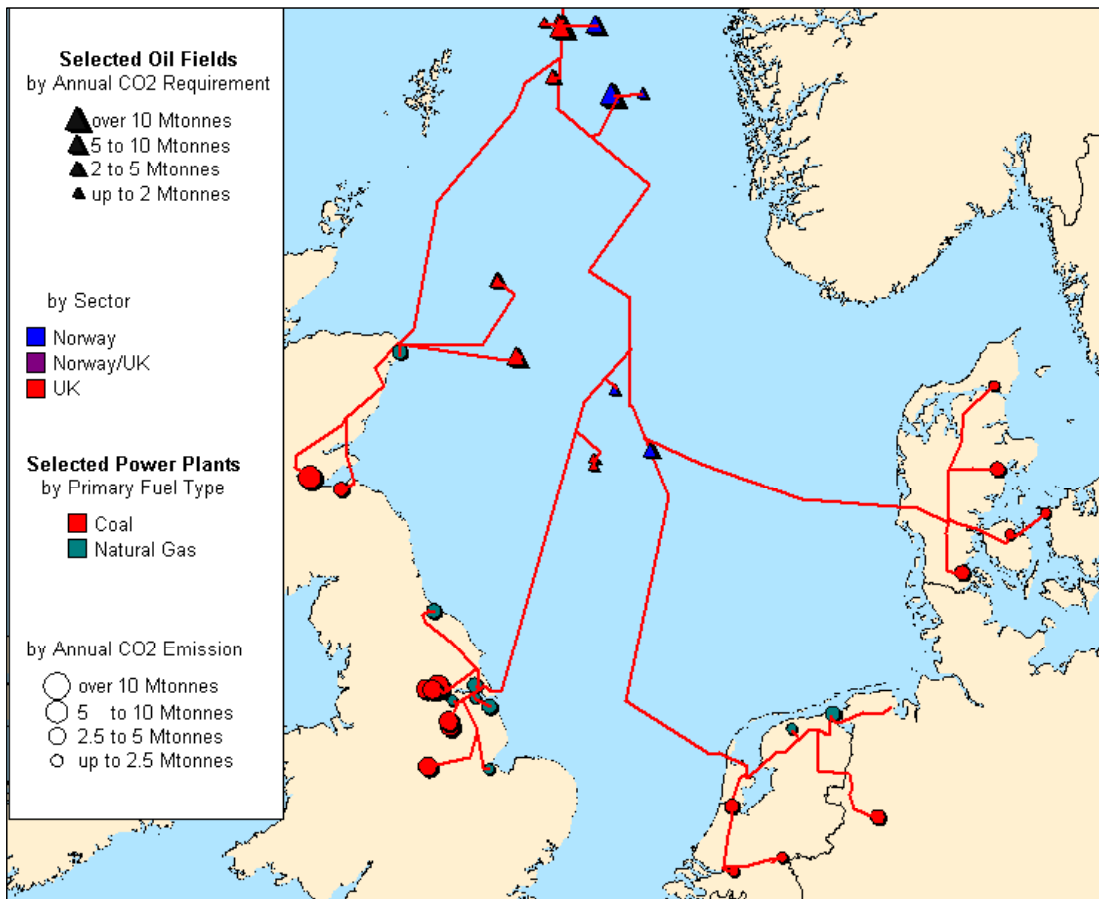 Selected Oil Fields
by Annual CO2 Requirement
over 10 Mtonnes
5 to 10 Mtonnes
2 to 5 Mtonnes
up to 2 Mtonnes
by Sector
Norway
Norway/UK
UK
Selected Power Plants
by Primary Fuel Type
Coal
Natural Gas
by Annual CO2 Emission
over 10 Mtonnes
5 to 10 Mtonnes
2.5 to 5 Mtonnes
up to 2.5 Mtonnes